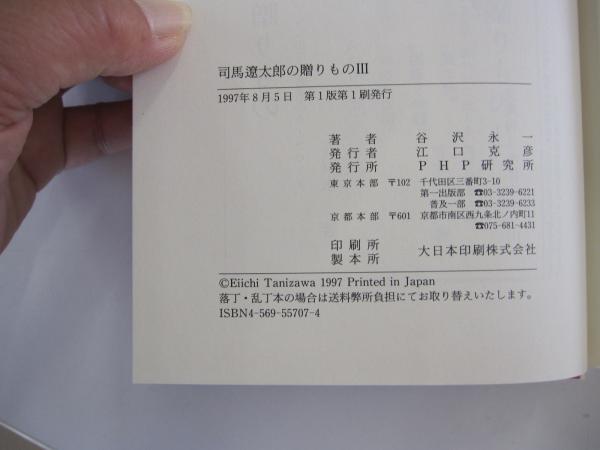 司馬遼太郎の贈りものIII
1997年8月5日 第1版第1刷発行
著者 谷沢永一
発行者 江口克彦
発行所 PHP研究所
東京本部 〒102 千代田区三番町3-10
第一出版部 ☎03-3239-6221
普及一部 ☎03-3239-6233
京都本部 〒601 京都市南区西九条北ノ内町11
☎075-681-4431
印刷所
製本所 大日本印刷株式会社
©Eiichi Tanizawa 1997 Printed in Japan
落丁・乱丁本の場合は送料弊所負担にてお取り替えいたします。
ISBN4-569-55707-4